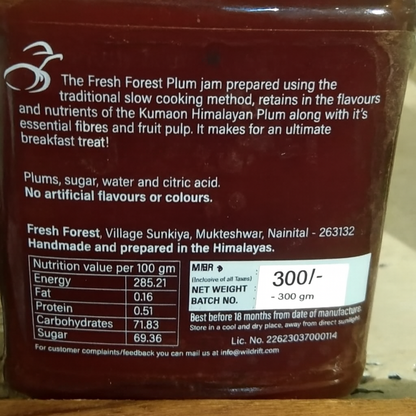 The Fresh Forest Plum jam prepared using the
traditional slow cooking method, retains in the flavours
and nutrients of the Kumaon Himalayan Plum along with it's
essential fibres and fruit pulp. It makes for an ultimate
breakfast treat!
Plums, sugar, water and citric acid.
No artificial flavours or colours.
Fresh Forest, Village Sunkiya, Mukteshwar, Nainital - 263132
Handmade and prepared in the Himalayas.
Nutrition value per 100 gm
Energy 285.21
Fat 0.16
Protein 0.51
Carbohydrates 71.83
Sugar 69.36
(Inclusive of all Taxes)
NET WEIGHT
BATCH NO.
300/-
- 300 gm
Best before 18 months from date of manufacture.
Store in a cool and dry place, away from direct sunlight.
Lic. No. 22623037000114
For customer complaints/feedback you can mail us at info@wildrift.com